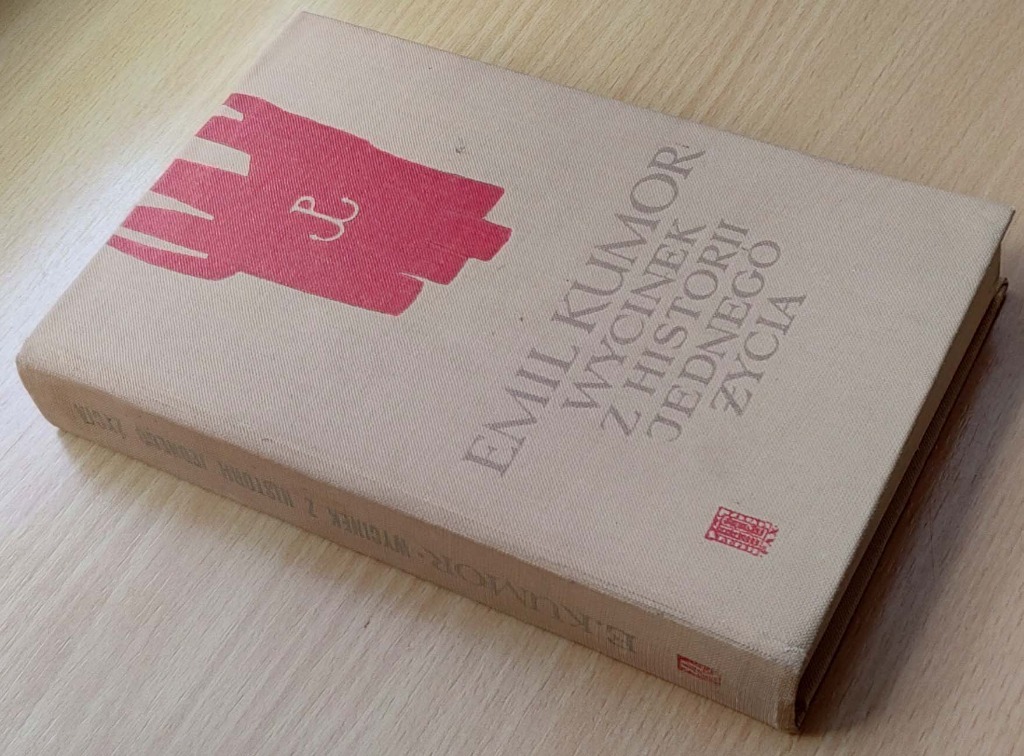 EMIL KUMOR
WYCINEK
Z HISTORII
JEDNEGO
ŻYCIA
E. KUMOR • WYCINEK Z HISTORII JEDNEGO ŻYCIA